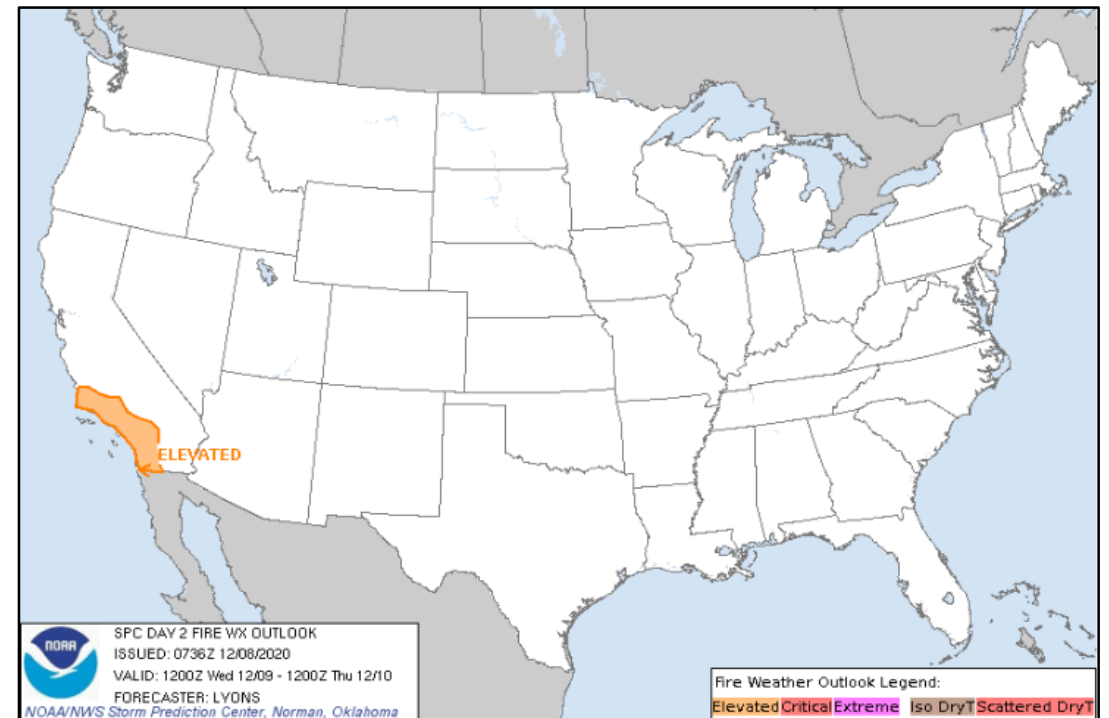 ELEVATED
NOAA
SPC DAY 2 FIRE WX OUTLOOK
ISSUED: 0736Z 12/08/2020
VALID: 1200Z Wed 12/09 - 1200Z Thu 12/10
FORECASTER: LYONS
NOAA/NWS Storm Prediction Center, Norman, Oklahoma
Fire Weather Outlook Legend:
Elevated Critical Extreme Iso DryT Scattered DryT